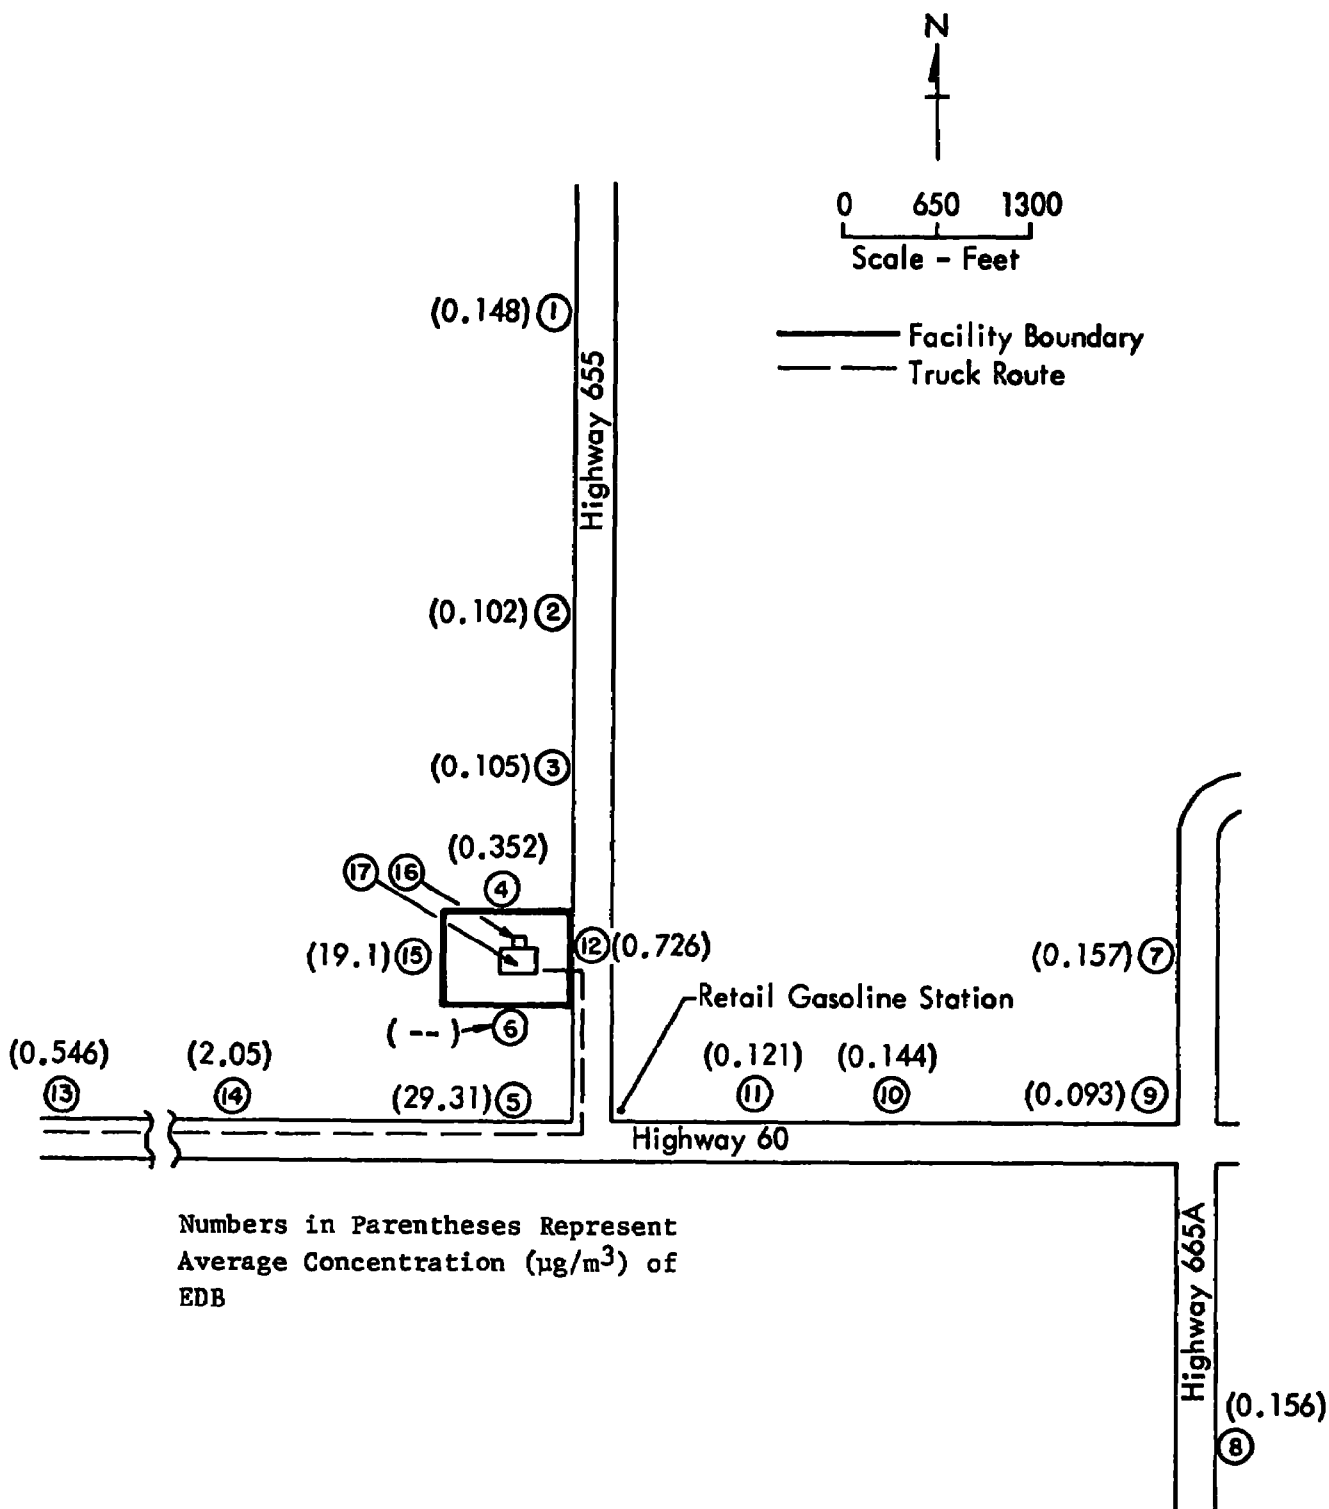 N
0 650 1300
Scale - Feet
Facility Boundary
Truck Route
(0.148) 1
Highway 655
(0.102) 2
(0.105) 3
(0.352)
17 16 4
(19.1) 15
12 (0.726)
(0.157) 7
Retail Gasoline Station
( -- ) 6
(0.546) (2.05) (0.121) (0.144)
13 14 (29.31) 5 11 10 (0.093) 9
Highway 60
Numbers in Parentheses Represent
Average Concentration (µg/m³) of
EDB
Highway 665A
(0.156)
8